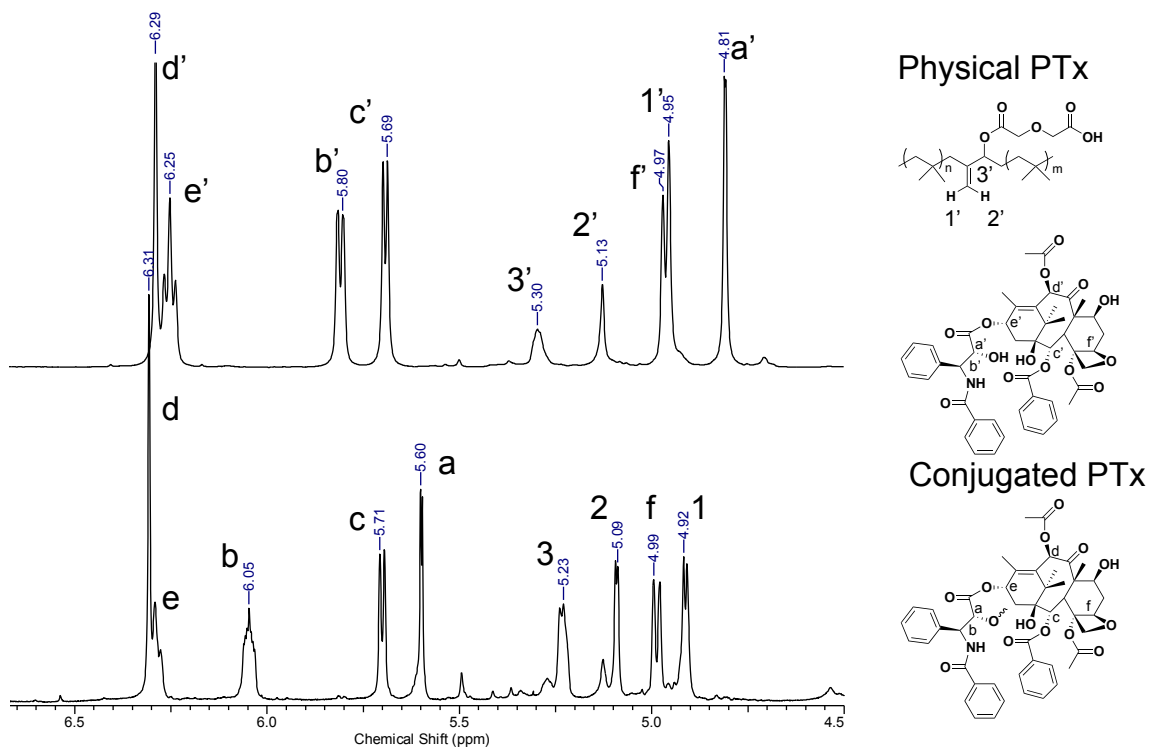 6.29
d'
6.25
e'
b'
5.80
c'
5.69
3'
5.30
2'
5.13
f'
4.97
1'
4.95
4.81
a'
Physical PTx
O
O
O
O
OH
n
3'
m
H
H
1'
2'
O
O
d'
O
OH
O
O
e'
a'
OH
b'
HO
c'
f'
O
O
O
O
O
NH
O
6.31
d
e
b
6.05
c
5.71
5.60
a
3
5.23
2
5.09
f
4.99
4.92
1
Conjugated PTx
O
O
d
O
OH
O
O
e
a
O
b
HO
c
f
O
O
O
O
O
NH
O
6.5
6.0
5.5
5.0
4.5
Chemical Shift (ppm)